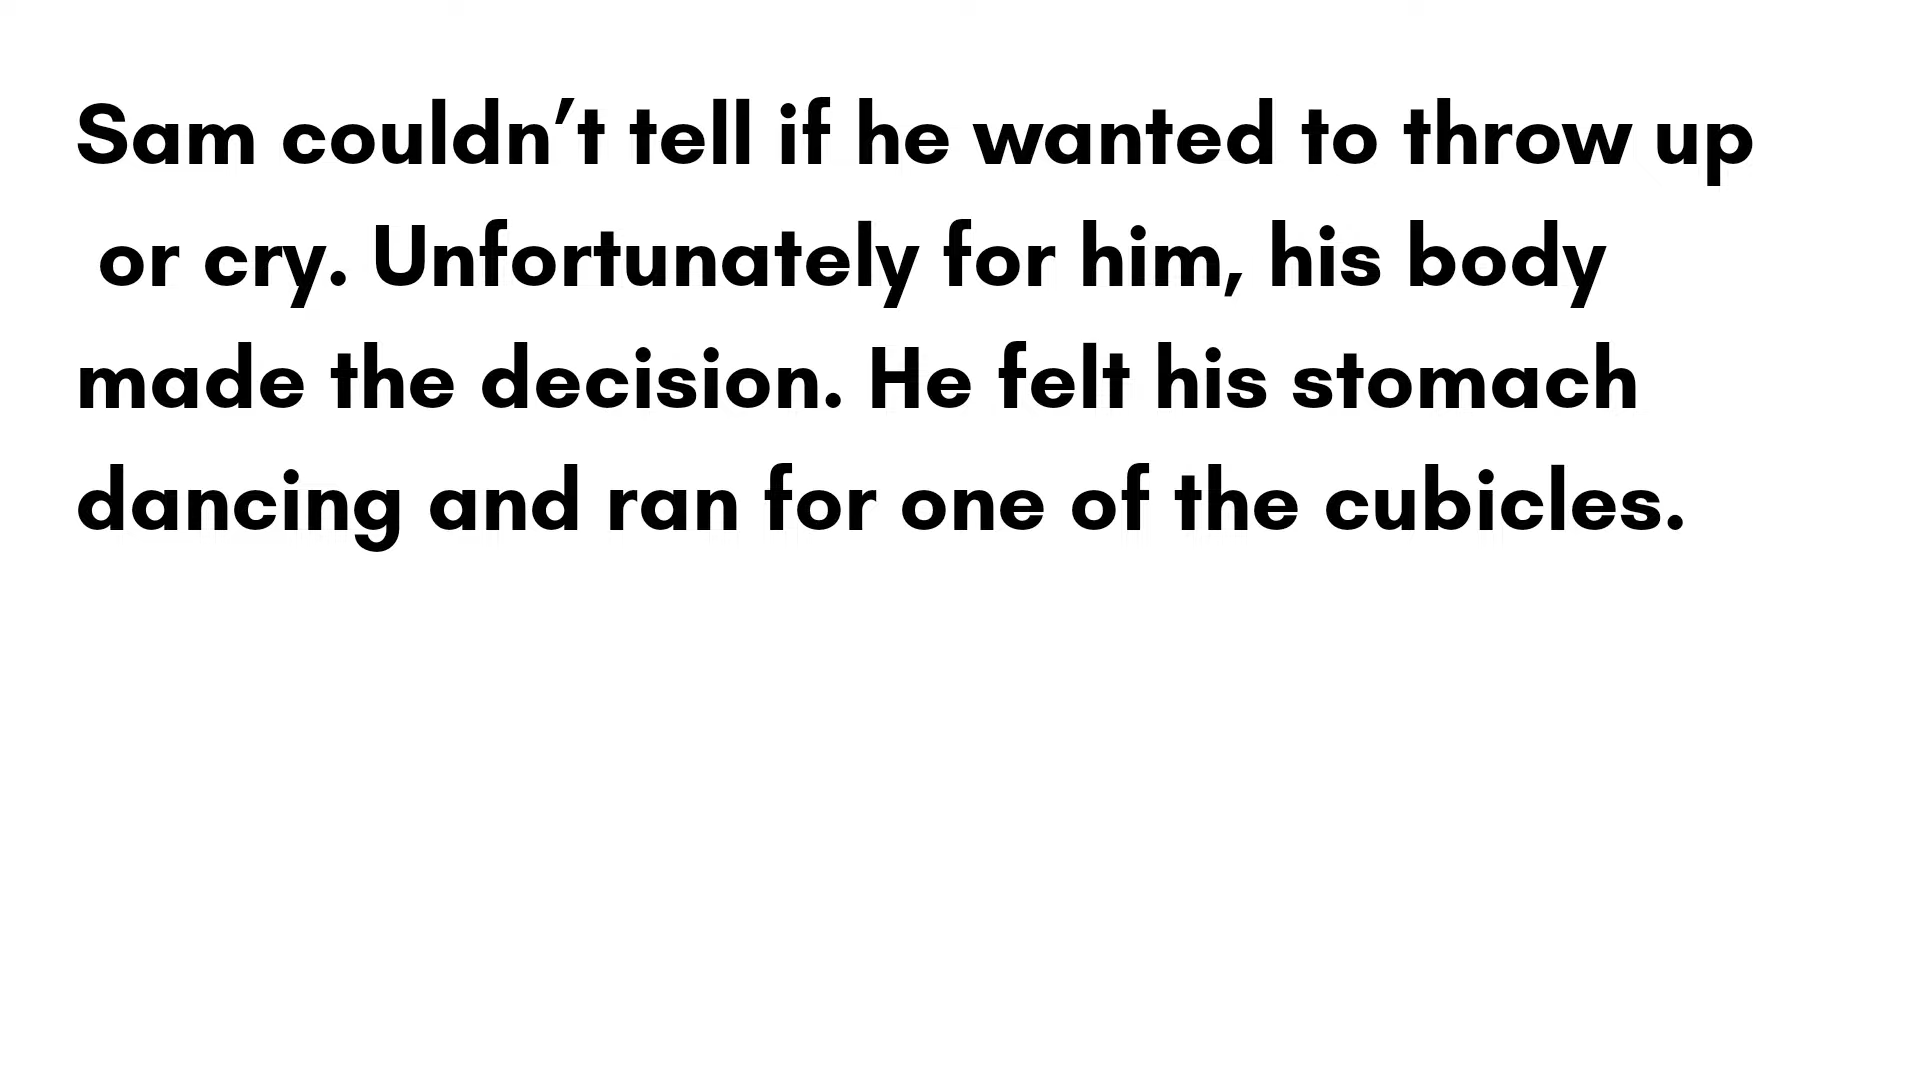 Sam couldn’t tell if he wanted to throw up
or cry. Unfortunately for him, his body
made the decision. He felt his stomach
dancing and ran for one of the cubicles.